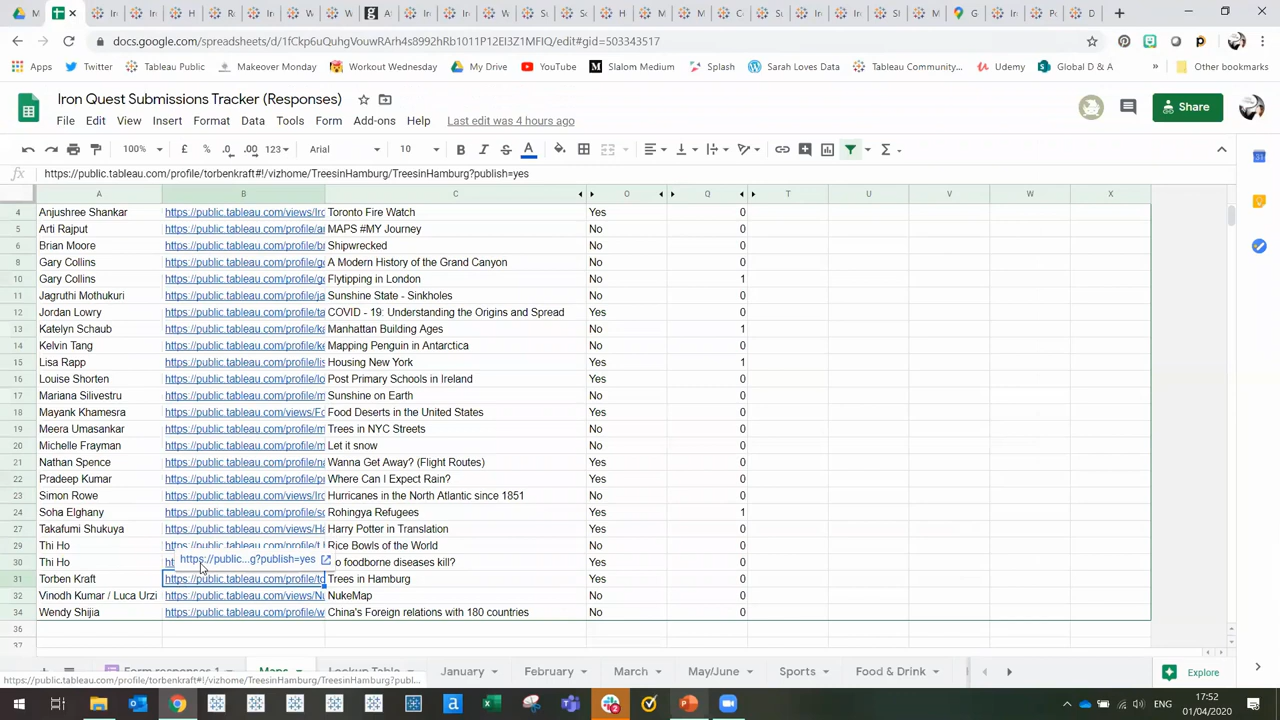 docs.google.com/spreadsheets/d/1fCkp6uQuhgVouwRArh4s8992hRb1011P12EI3Z1MFIQ/edit#gid=503343517
Apps Twitter Tableau Public Makeover Monday Workout Wednesday My Drive YouTube Slalom Medium Splash Sarah Loves Data Tableau Community... Udemy Global D & A » Other bookmarks
Iron Quest Submissions Tracker (Responses)
Share
File Edit View Insert Format Data Tools Form Add-ons Help Last edit was 4 hours ago
100% £ % .0 .00 123 Arial 10 B I S A Σ
fx https://public.tableau.com/profile/torbenkraft#!/vizhome/TreesinHamburg/TreesinHamburg?publish=yes
A B C O Q T U V W X
4 Anjushree Shankar https://public.tableau.com/views/Irc Toronto Fire Watch Yes 0
5 Arti Rajput https://public.tableau.com/profile/ar MAPS #MY Journey No 0
6 Brian Moore https://public.tableau.com/profile/br Shipwrecked No 0
8 Gary Collins https://public.tableau.com/profile/ga A Modern History of the Grand Canyon No 0
10 Gary Collins https://public.tableau.com/profile/ga Flytipping in London No 1
11 Jagruthi Mothukuri https://public.tableau.com/profile/ja Sunshine State - Sinkholes No 0
12 Jordan Lowry https://public.tableau.com/profile/ta COVID - 19: Understanding the Origins and Spread Yes 0
13 Katelyn Schaub https://public.tableau.com/profile/ka Manhattan Building Ages No 1
14 Kelvin Tang https://public.tableau.com/profile/ke Mapping Penguin in Antarctica No 0
15 Lisa Rapp https://public.tableau.com/profile/lis Housing New York Yes 1
16 Louise Shorten https://public.tableau.com/profile/lo Post Primary Schools in Ireland Yes 0
17 Mariana Silivestru https://public.tableau.com/profile/m Sunshine on Earth No 0
18 Mayank Khamesra https://public.tableau.com/views/Fo Food Deserts in the United States Yes 0
19 Meera Umasankar https://public.tableau.com/profile/m Trees in NYC Streets No 0
20 Michelle Frayman https://public.tableau.com/profile/m Let it snow No 0
21 Nathan Spence https://public.tableau.com/profile/na Wanna Get Away? (Flight Routes) Yes 0
22 Pradeep Kumar https://public.tableau.com/profile/pr Where Can I Expect Rain? Yes 0
23 Simon Rowe https://public.tableau.com/views/Irc Hurricanes in the North Atlantic since 1851 No 0
24 Soha Elghany https://public.tableau.com/profile/so Rohingya Refugees Yes 1
27 Takafumi Shukuya https://public.tableau.com/views/Ha Harry Potter in Translation Yes 0
29 Thi Ho https://public.tableau.com/profile/t Rice Bowls of the World No 0
https://public...g?publish=yes
30 Thi Ho ht o foodborne diseases kill? Yes 0
31 Torben Kraft https://public.tableau.com/profile/to Trees in Hamburg Yes 0
32 Vinodh Kumar / Luca Urzi https://public.tableau.com/views/Nu NukeMap No 0
34 Wendy Shijia https://public.tableau.com/profile/w China's Foreign relations with 180 countries No 0
36
37
Form responses 1 Maps Lookup Table January February March May/June Sports Food & Drink Explore
https://public.tableau.com/profile/torbenkraft#!/vizhome/TreesinHamburg/TreesinHamburg?publ...
17:52
ENG
01/04/2020